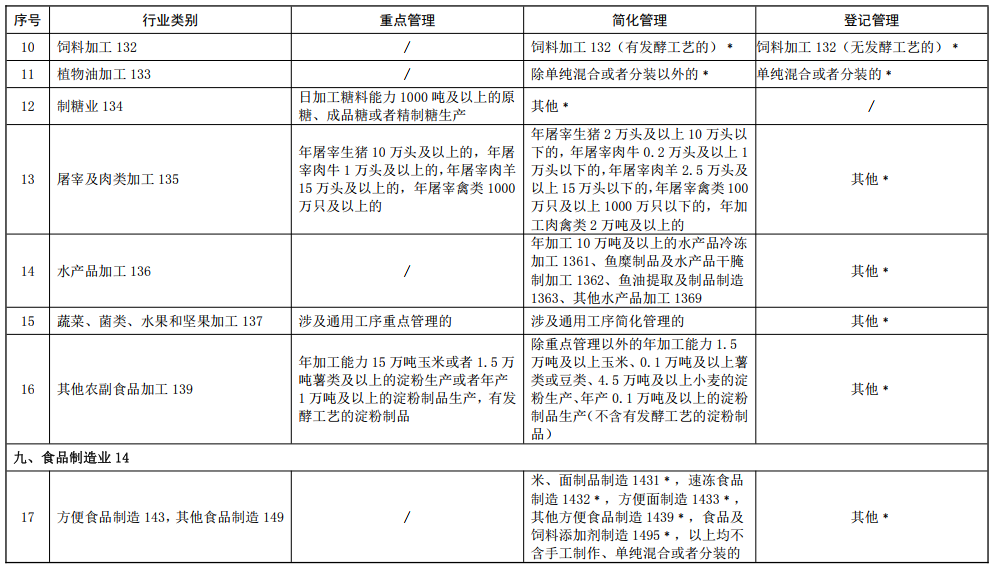 序号 行业类别 重点管理 简化管理 登记管理
10 饲料加工 132 / 饲料加工 132（有发酵工艺的）* 饲料加工 132（无发酵工艺的）*
11 植物油加工 133 / 除单纯混合或者分装以外的* 单纯混合或者分装的*
12 制糖业 134
日加工糖料能力 1000 吨及以上的原
糖、成品糖或者精制糖生产
其他*
/
13 屠宰及肉类加工 135
年屠宰生猪 10 万头及以上的，年屠
宰肉牛 1 万头及以上的，年屠宰肉羊
15 万头及以上的，年屠宰禽类 1000
万只及以上的
年屠宰生猪 2 万头及以上 10 万头以
下的，年屠宰肉牛 0.2 万头及以上 1
万头以下的，年屠宰肉羊 2.5 万头及
以上 15 万头以下的，年屠宰禽类 100
万只及以上 1000 万只以下的，年加
工肉禽类 2 万吨及以上的
其他*
14 水产品加工 136
/
年加工 10 万吨及以上的水产品冷冻
加工 1361、鱼糜制品及水产品干腌
制加工 1362、鱼油提取及制品制造
1363、其他水产品加工 1369
其他*
15 蔬菜、菌类、水果和坚果加工 137 涉及通用工序重点管理的 涉及通用工序简化管理的 其他*
16 其他农副食品加工 139
年加工能力 15 万吨玉米或者 1.5 万
吨薯类及以上的淀粉生产或者年产
1 万吨及以上的淀粉制品生产，有发
酵工艺的淀粉制品
除重点管理以外的年加工能力 1.5
万吨及以上玉米、0.1 万吨及以上薯
类或豆类、4.5 万吨及以上小麦的淀
粉生产、年产 0.1 万吨及以上的淀粉
制品生产（不含有发酵工艺的淀粉制
品）
其他*
九、食品制造业 14
17 方便食品制造 143，其他食品制造 149
/
米、面制品制造 1431*，速冻食品
制造 1432*，方便面制造 1433*，
其他方便食品制造 1439*，食品及
饲料添加剂制造 1495*，以上均不
含手工制作、单纯混合或者分装的
其他*